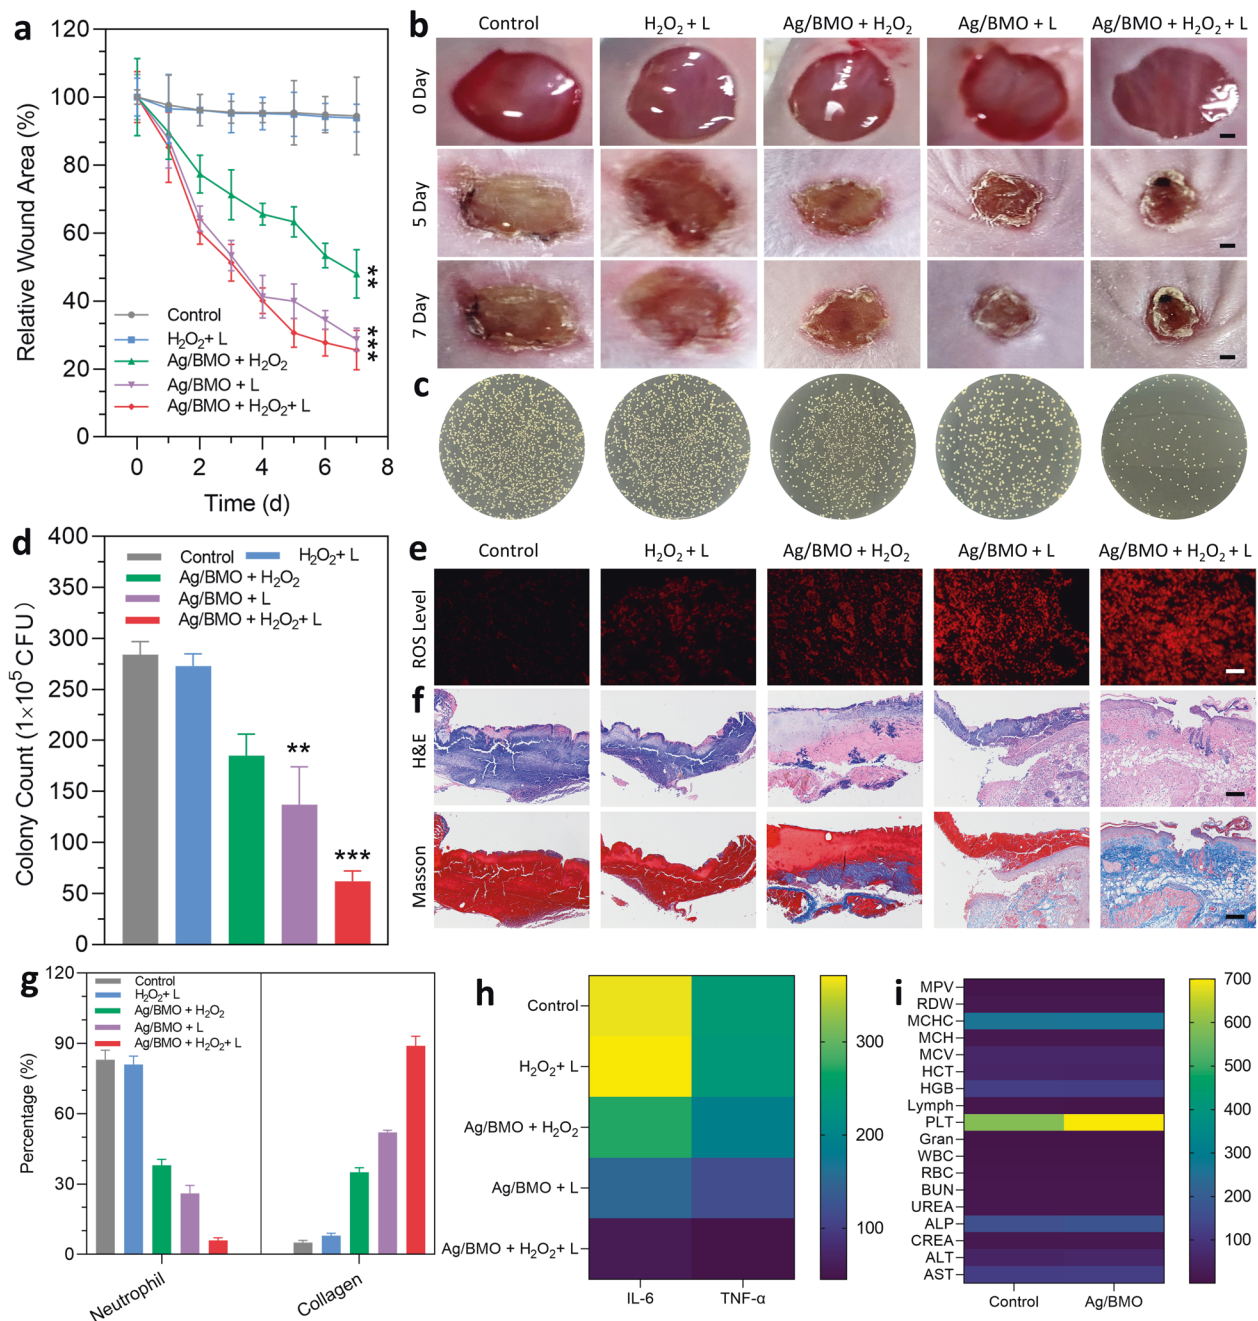 a
120
100
80
60
40
20
0
Relative Wound Area (%)
**
***
Control
H₂O₂+ L
Ag/BMO + H₂O₂
Ag/BMO + L
Ag/BMO + H₂O₂+ L
0 2 4 6 8
Time (d)
b
Control H₂O₂ + L Ag/BMO + H₂O₂ Ag/BMO + L Ag/BMO + H₂O₂ + L
0 Day
5 Day
7 Day
c
d
400
350
300
250
200
150
100
50
0
Colony Count (1×10⁵ CFU)
Control H₂O₂+ L
Ag/BMO + H₂O₂
Ag/BMO + L
Ag/BMO + H₂O₂+ L
**
***
e
Control H₂O₂ + L Ag/BMO + H₂O₂ Ag/BMO + L Ag/BMO + H₂O₂ + L
ROS Level
f
H&E
Masson
g
120
90
60
30
0
Percentage (%)
Control
H₂O₂+ L
Ag/BMO + H₂O₂
Ag/BMO + L
Ag/BMO + H₂O₂+ L
Neutrophil Collagen
h
Control
H₂O₂+ L
Ag/BMO + H₂O₂
Ag/BMO + L
Ag/BMO + H₂O₂+ L
IL-6 TNF-α
300
200
100
i
MPV
RDW
MCHC
MCH
MCV
HCT
HGB
Lymph
PLT
Gran
WBC
RBC
BUN
UREA
ALP
CREA
ALT
AST
Control Ag/BMO
700
600
500
400
300
200
100